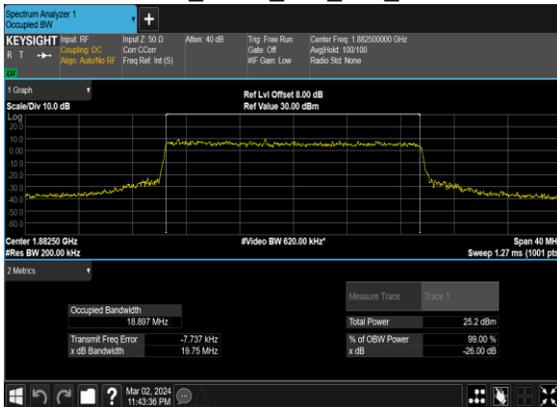 Spectrum Analyzer 1
Occupied BW
+
KEYSIGHT
R T
Input: RF
Coupling: DC
Align: Auto/No RF
Input Z: 50 Ω
Corr CCorr
Freq Ref: Int (S)
Atten: 40 dB
Trig: Free Run
Gate: Off
#IF Gain: Low
Center Freq: 1.882500000 GHz
Avg|Hold: 100/100
Radio Std: None
1 Graph
Scale/Div 10.0 dB
Ref Lvl Offset 8.00 dB
Ref Value 30.00 dBm
Log
20.0
10.0
0.00
-10.0
-20.0
-30.0
-40.0
-50.0
-60.0
Center 1.88250 GHz
#Res BW 200.00 kHz
#Video BW 620.00 kHz*
Span 40 MH
Sweep 1.27 ms (1001 pts
2 Metrics
Measure Trace
Trace 1
Occupied Bandwidth
18.897 MHz
Total Power
25.2 dBm
Transmit Freq Error
-7.737 kHz
% of OBW Power
99.00 %
x dB Bandwidth
19.75 MHz
x dB
-26.00 dB
?
Mar 02, 2024
11:43:36 PM